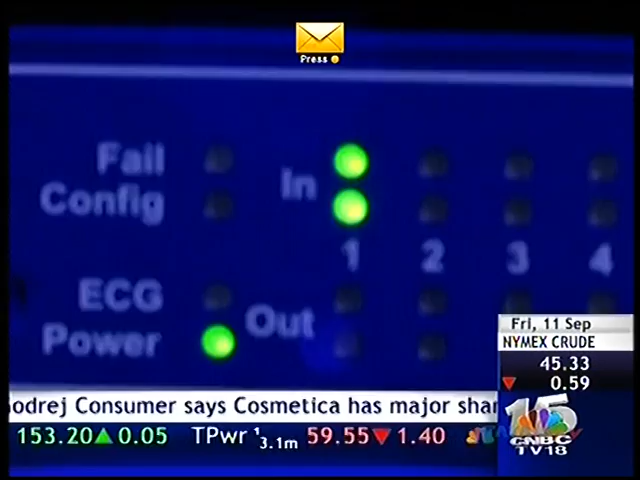 Press
Fail
Config
In
1 2 3 4
ECG
Power
Out
Fri, 11 Sep
NYMEX CRUDE
45.33
0.59
Godrej Consumer says Cosmetica has major shar
153.20 0.05 TPwr 3.1m 59.55 1.40
15
CNBC
TV18